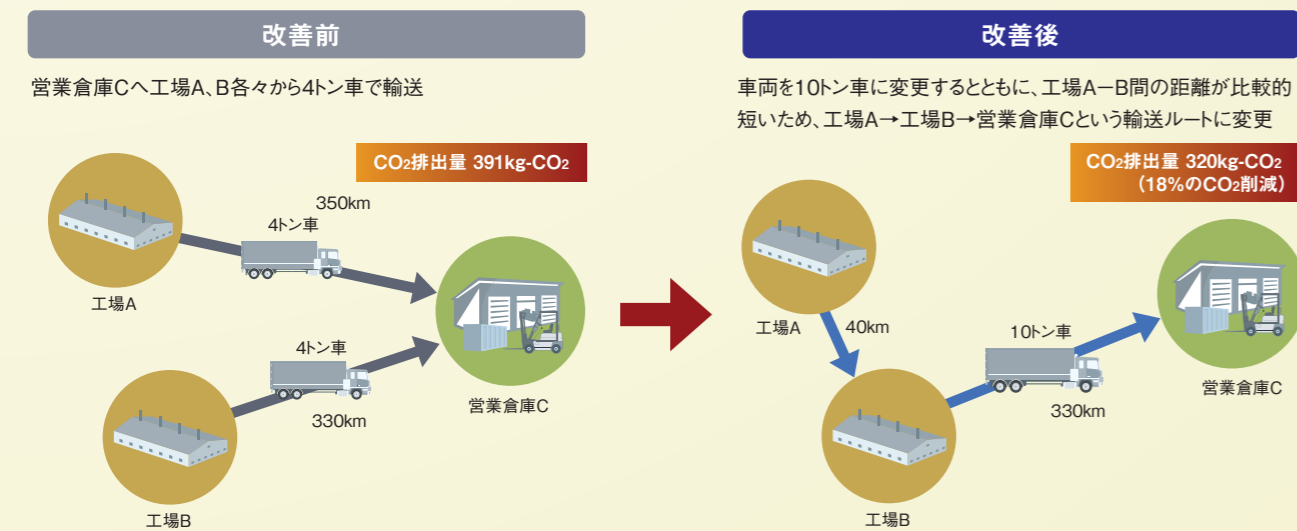 改善前
営業倉庫Cへ工場A、B各々から4トン車で輸送
CO₂排出量 391kg-CO₂
350km
4トン車
工場A
4トン車
330km
営業倉庫C
工場B
改善後
車両を10トン車に変更するとともに、工場A−B間の距離が比較的
短いため、工場A→工場B→営業倉庫Cという輸送ルートに変更
CO₂排出量 320kg-CO₂
（18%のCO₂削減）
工場A
40km
10トン車
330km
営業倉庫C
工場B